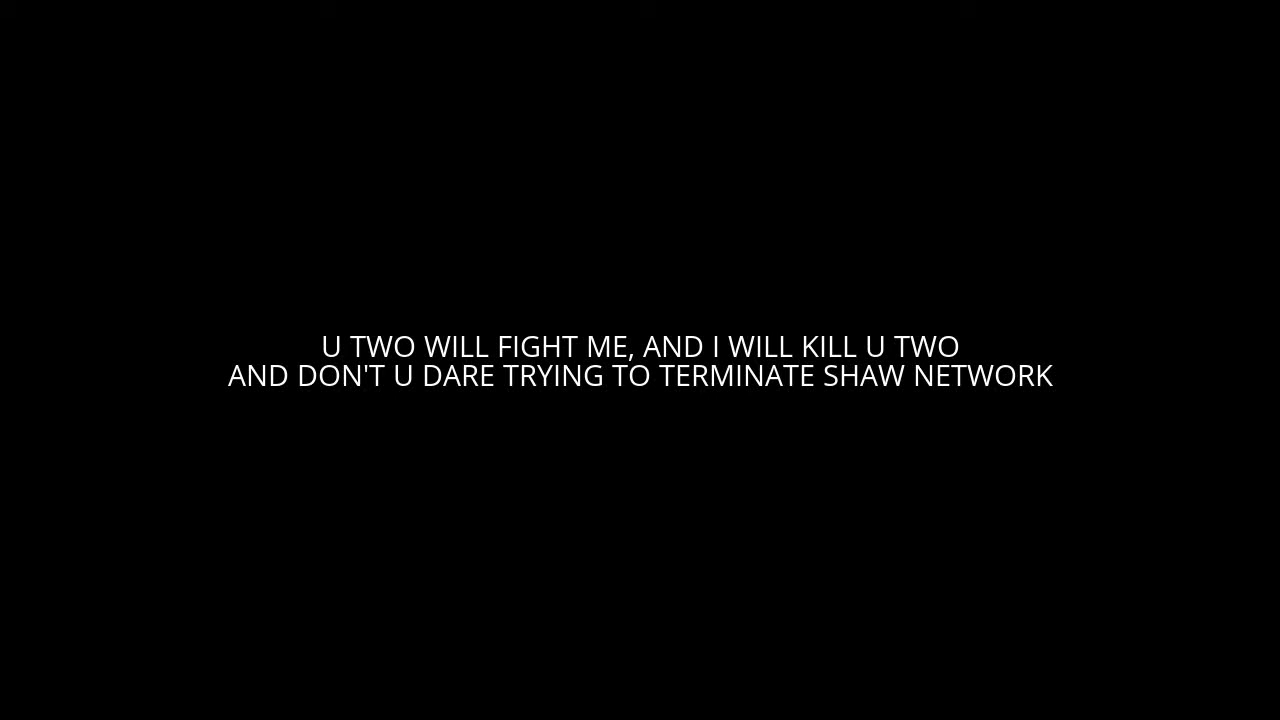 U TWO WILL FIGHT ME, AND I WILL KILL U TWO
AND DON'T U DARE TRYING TO TERMINATE SHAW NETWORK